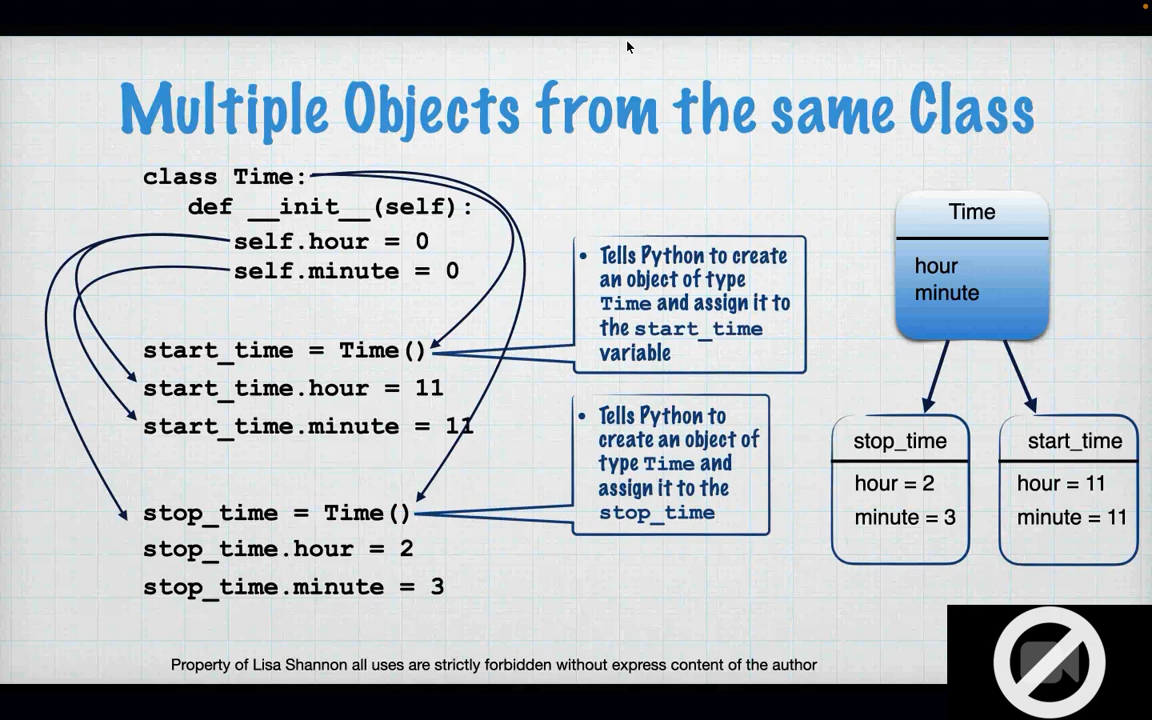 Multiple Objects from the same Class
class Time:
def __init__(self):
self.hour = 0
self.minute = 0
start_time = Time()
start_time.hour = 11
start_time.minute = 11
stop_time = Time()
stop_time.hour = 2
stop_time.minute = 3
• Tells Python to create
an object of type
Time and assign it to
the start_time
variable
• Tells Python to
create an object of
type Time and
assign it to the
stop_time
Time
hour
minute
stop_time
hour = 2
minute = 3
start_time
hour = 11
minute = 11
Property of Lisa Shannon all uses are strictly forbidden without express content of the author